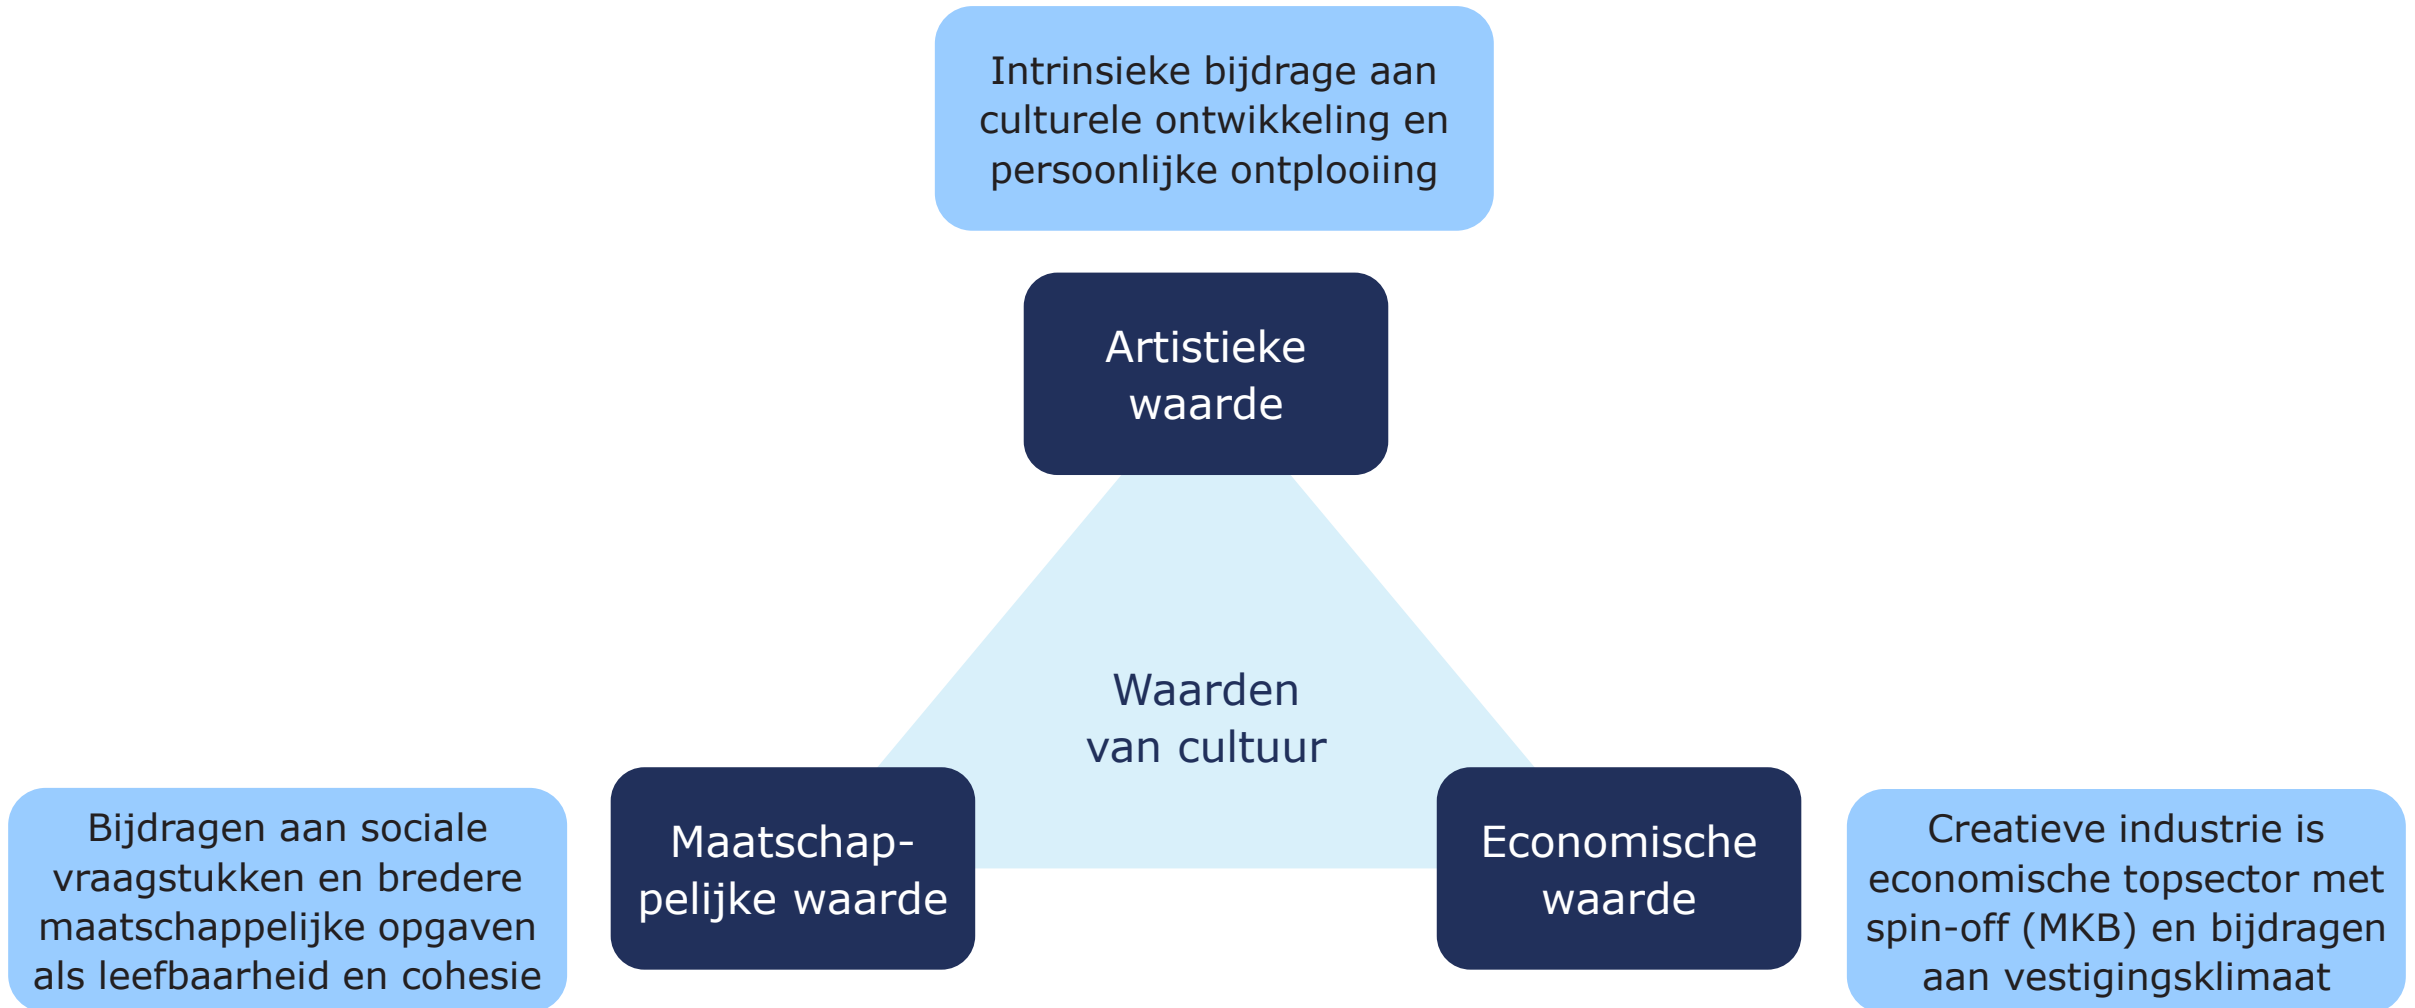 Intrinsieke bijdrage aan
culturele ontwikkeling en
persoonlijke ontplooiing
Artistieke
waarde
Waarden
van cultuur
Bijdragen aan sociale
vraagstukken en bredere
maatschappelijke opgaven
als leefbaarheid en cohesie
Maatschap-
pelijke waarde
Economische
waarde
Creatieve industrie is
economische topsector met
spin-off (MKB) en bijdragen
aan vestigingsklimaat